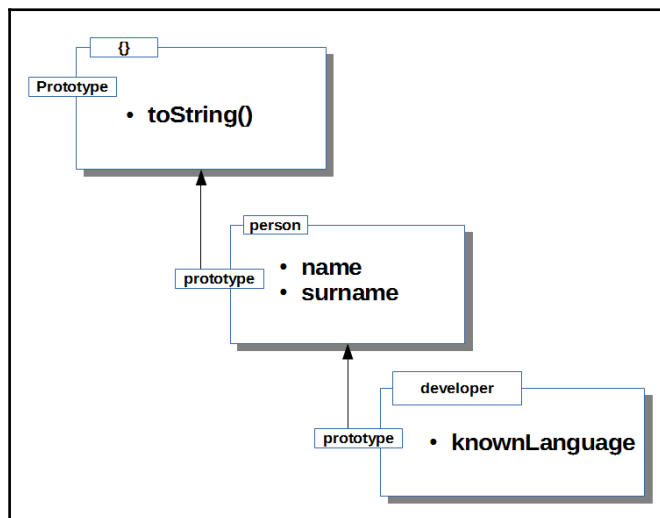 {}
Prototype
• toString()
person
prototype
• name
• surname
developer
prototype
• knownLanguage